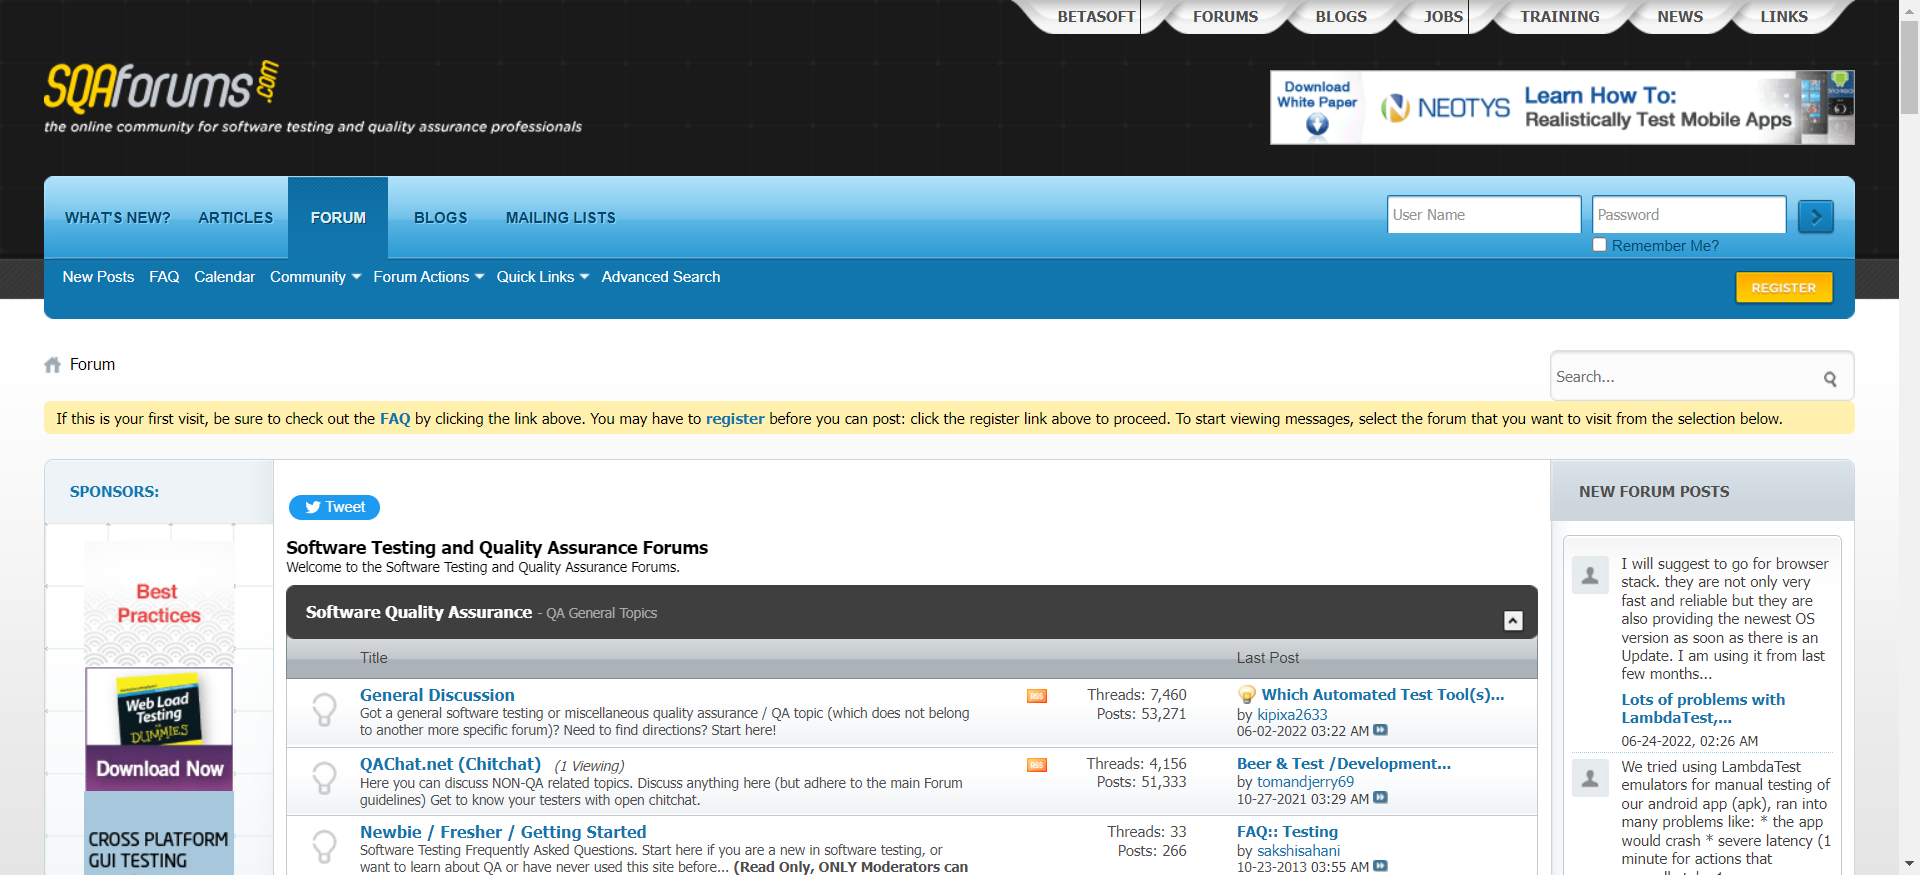 BETASOFT FORUMS BLOGS JOBS TRAINING NEWS LINKS
SQAforums.com
the online community for software testing and quality assurance professionals
Download
White Paper
NEOTYS
Learn How To:
Realistically Test Mobile Apps
WHAT'S NEW? ARTICLES FORUM BLOGS MAILING LISTS
User Name Password
Remember Me?
New Posts FAQ Calendar Community Forum Actions Quick Links Advanced Search
REGISTER
Forum
Search...
If this is your first visit, be sure to check out the FAQ by clicking the link above. You may have to register before you can post: click the register link above to proceed. To start viewing messages, select the forum that you want to visit from the selection below.
SPONSORS:
Best
Practices
Web Load
Testing
FOR
DUMMIES
Download Now
CROSS PLATFORM
GUI TESTING
Tweet
Software Testing and Quality Assurance Forums
Welcome to the Software Testing and Quality Assurance Forums.
Software Quality Assurance - QA General Topics
Title Last Post
General Discussion
Got a general software testing or miscellaneous quality assurance / QA topic (which does not belong
to another more specific forum)? Need to find directions? Start here!
RSS
Threads: 7,460
Posts: 53,271
Which Automated Test Tool(s)...
by kipixa2633
06-02-2022 03:22 AM
QAChat.net (Chitchat) (1 Viewing)
Here you can discuss NON-QA related topics. Discuss anything here (but adhere to the main Forum
guidelines) Get to know your testers with open chitchat.
RSS
Threads: 4,156
Posts: 51,333
Beer & Test /Development...
by tomandjerry69
10-27-2021 03:29 AM
Newbie / Fresher / Getting Started
Software Testing Frequently Asked Questions. Start here if you are a new in software testing, or
want to learn about QA or have never used this site before... (Read Only, ONLY Moderators can
Threads: 33
Posts: 266
FAQ:: Testing
by sakshisahani
10-23-2013 03:55 AM
NEW FORUM POSTS
I will suggest to go for browser
stack. they are not only very
fast and reliable but they are
also providing the newest OS
version as soon as there is an
Update. I am using it from last
few months...
Lots of problems with
LambdaTest,...
06-24-2022, 02:26 AM
We tried using LambdaTest
emulators for manual testing of
our android app (apk), ran into
many problems like: * the app
would crash * severe latency (1
minute for actions that